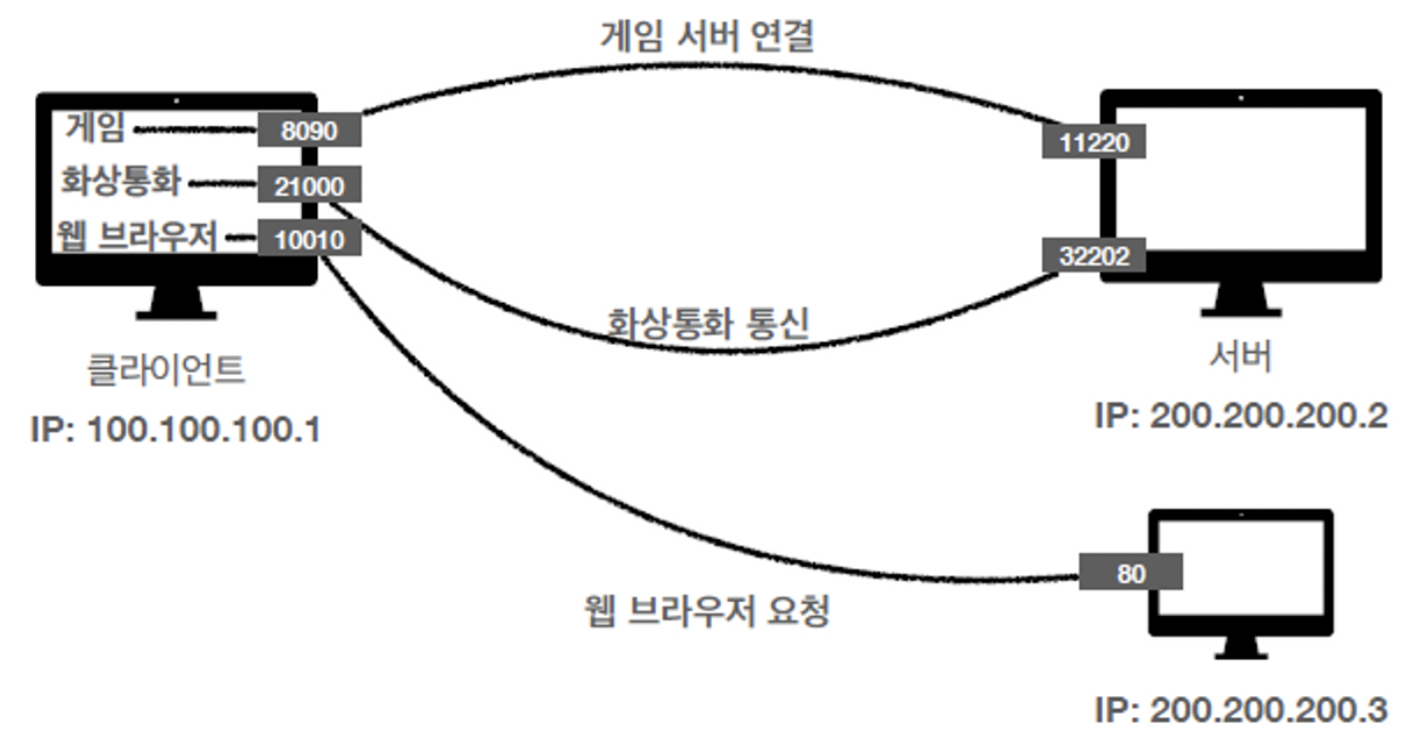 게임 서버 연결
게임
8090
11220
화상통화
21000
웹 브라우저
10010
32202
화상통화 통신
클라이언트
서버
IP: 100.100.100.1
IP: 200.200.200.2
80
웹 브라우저 요청
IP: 200.200.200.3